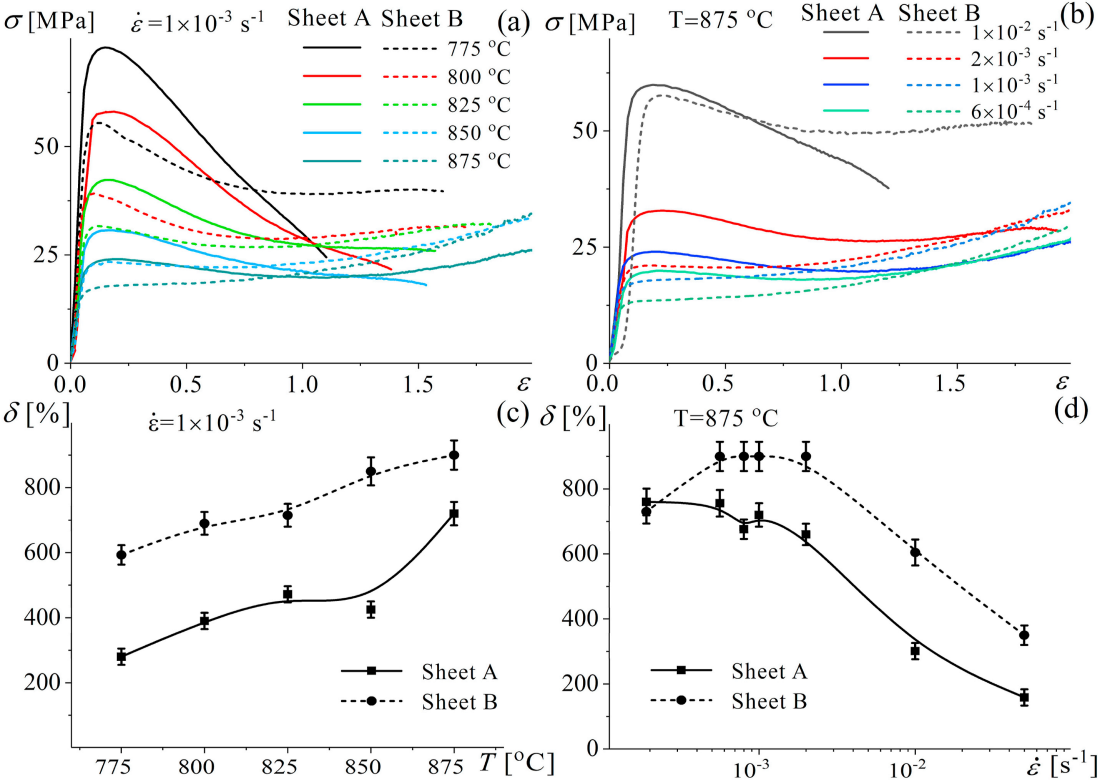 σ [MPa]
ε̇ =1×10⁻³ s⁻¹
Sheet A Sheet B
(a)
775 °C
800 °C
825 °C
850 °C
875 °C
50
25
0
0.0 0.5 1.0 1.5 ε
σ [MPa]
T=875 °C
Sheet A Sheet B
(b)
1×10⁻² s⁻¹
2×10⁻³ s⁻¹
1×10⁻³ s⁻¹
6×10⁻⁴ s⁻¹
50
25
0
0.0 0.5 1.0 1.5 ε
δ [%]
ε̇=1×10⁻³ s⁻¹
(c)
800
600
400
200
Sheet A
Sheet B
775 800 825 850 875
T [°C]
δ [%]
T=875 °C
(d)
800
600
400
200
0
Sheet A
Sheet B
10⁻³ 10⁻² ε̇ [s⁻¹]